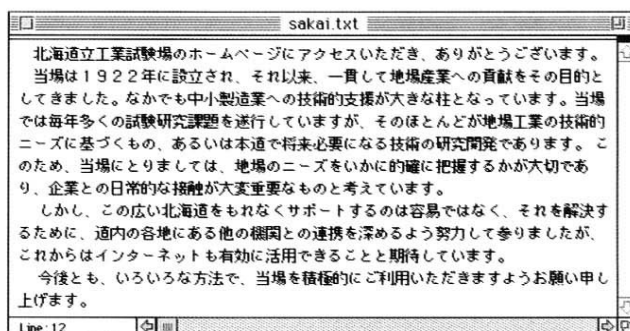 sakai.txt
北海道立工業試験場のホームページにアクセスいただき、ありがとうございます。
当場は1922年に設立され、それ以来、一貫して地場産業への貢献をその目的と
してきました。なかでも中小製造業への技術的支援が大きな柱となっています。当場
では毎年多くの試験研究課題を遂行していますが、そのほとんどが地場工業の技術的
ニーズに基づくもの、あるいは本道で将来必要になる技術の研究開発であります。こ
のため、当場にとりましては、地場のニーズをいかに的確に把握するかが大切であ
り、企業との日常的な接触が大変重要なものと考えています。
しかし、この広い北海道をもれなくサポートするのは容易ではなく、それを解決す
るために、道内の各地にある他の機関との連携を深めるよう努力して参りましたが、
これからはインターネットも有効に活用できることと期待しています。
今後とも、いろいろな方法で、当場を積極的にご利用いただきますようお願い申し
上げます。
Line: 12